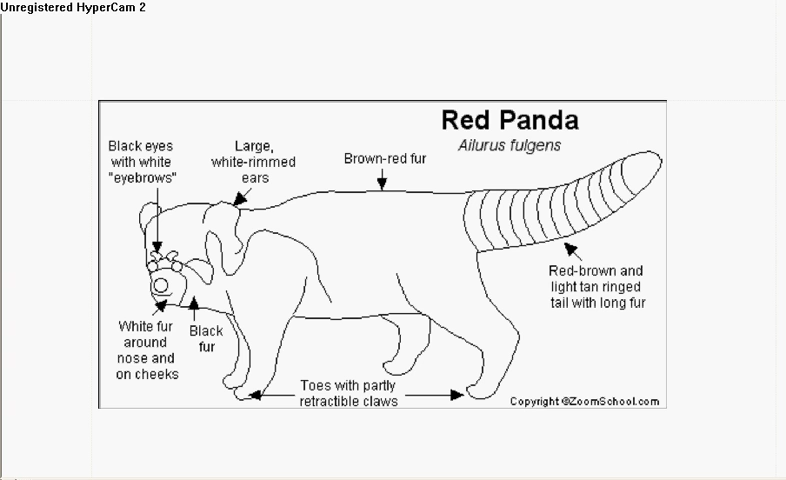 Unregistered HyperCam 2
Red Panda
Ailurus fulgens
Black eyes
with white
"eyebrows"
Large,
white-rimmed
ears
Brown-red fur
Red-brown and
light tan ringed
tail with long fur
White fur
around
nose and
on cheeks
Black
fur
Toes with partly
retractible claws
Copyright ©ZoomSchool.com